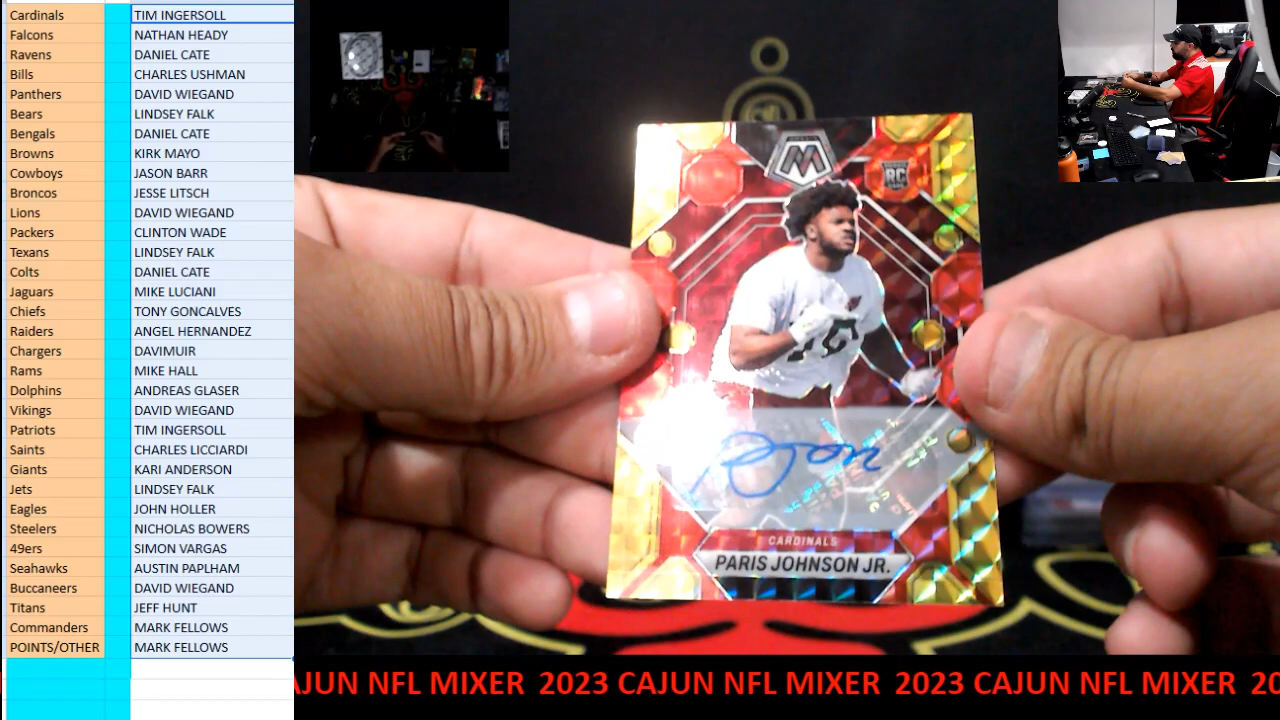 Cardinals TIM INGERSOLL
Falcons NATHAN HEADY
Ravens DANIEL CATE
Bills CHARLES USHMAN
Panthers DAVID WIEGAND
Bears LINDSEY FALK
Bengals DANIEL CATE
Browns KIRK MAYO
Cowboys JASON BARR
Broncos JESSE LITSCH
Lions DAVID WIEGAND
Packers CLINTON WADE
Texans LINDSEY FALK
Colts DANIEL CATE
Jaguars MIKE LUCIANI
Chiefs TONY GONCALVES
Raiders ANGEL HERNANDEZ
Chargers DAVIMUIR
Rams MIKE HALL
Dolphins ANDREAS GLASER
Vikings DAVID WIEGAND
Patriots TIM INGERSOLL
Saints CHARLES LICCIARDI
Giants KARI ANDERSON
Jets LINDSEY FALK
Eagles JOHN HOLLER
Steelers NICHOLAS BOWERS
49ers SIMON VARGAS
Seahawks AUSTIN PAPLHAM
Buccaneers DAVID WIEGAND
Titans JEFF HUNT
Commanders MARK FELLOWS
POINTS/OTHER MARK FELLOWS
M
RC
CARDINALS
PARIS JOHNSON JR.
AJUN NFL MIXER 2023 CAJUN NFL MIXER 2023 CAJUN NFL MIXER 20